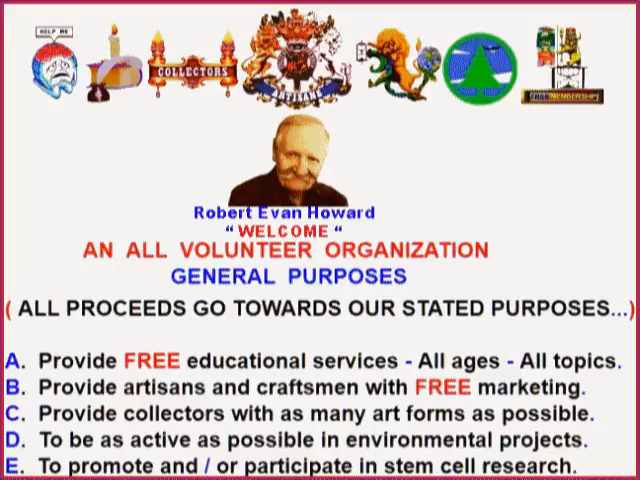 HELP ME
COLLECTORS
ARTISANS
FREE MEMBERSHIP
Robert Evan Howard
“ WELCOME “
AN ALL VOLUNTEER ORGANIZATION
GENERAL PURPOSES
( ALL PROCEEDS GO TOWARDS OUR STATED PURPOSES...)
A. Provide FREE educational services - All ages - All topics.
B. Provide artisans and craftsmen with FREE marketing.
C. Provide collectors with as many art forms as possible.
D. To be as active as possible in environmental projects.
E. To promote and / or participate in stem cell research.